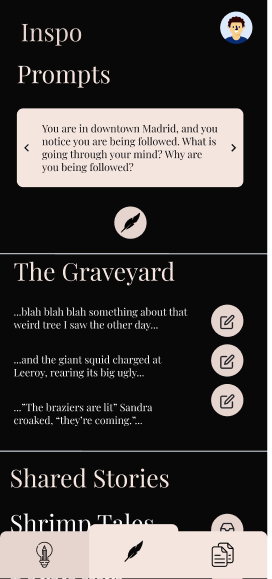 Inspo
Prompts
You are in downtown Madrid, and you
notice you are being followed. What is
going through your mind? Why are
you being followed?
The Graveyard
...blah blah blah something about that
weird tree I saw the other day...
...and the giant squid charged at
Leeroy, rearing its big ugly...
..."The braziers are lit" Sandra
croaked, "they're coming."...
Shared Stories
Shrimp Tales